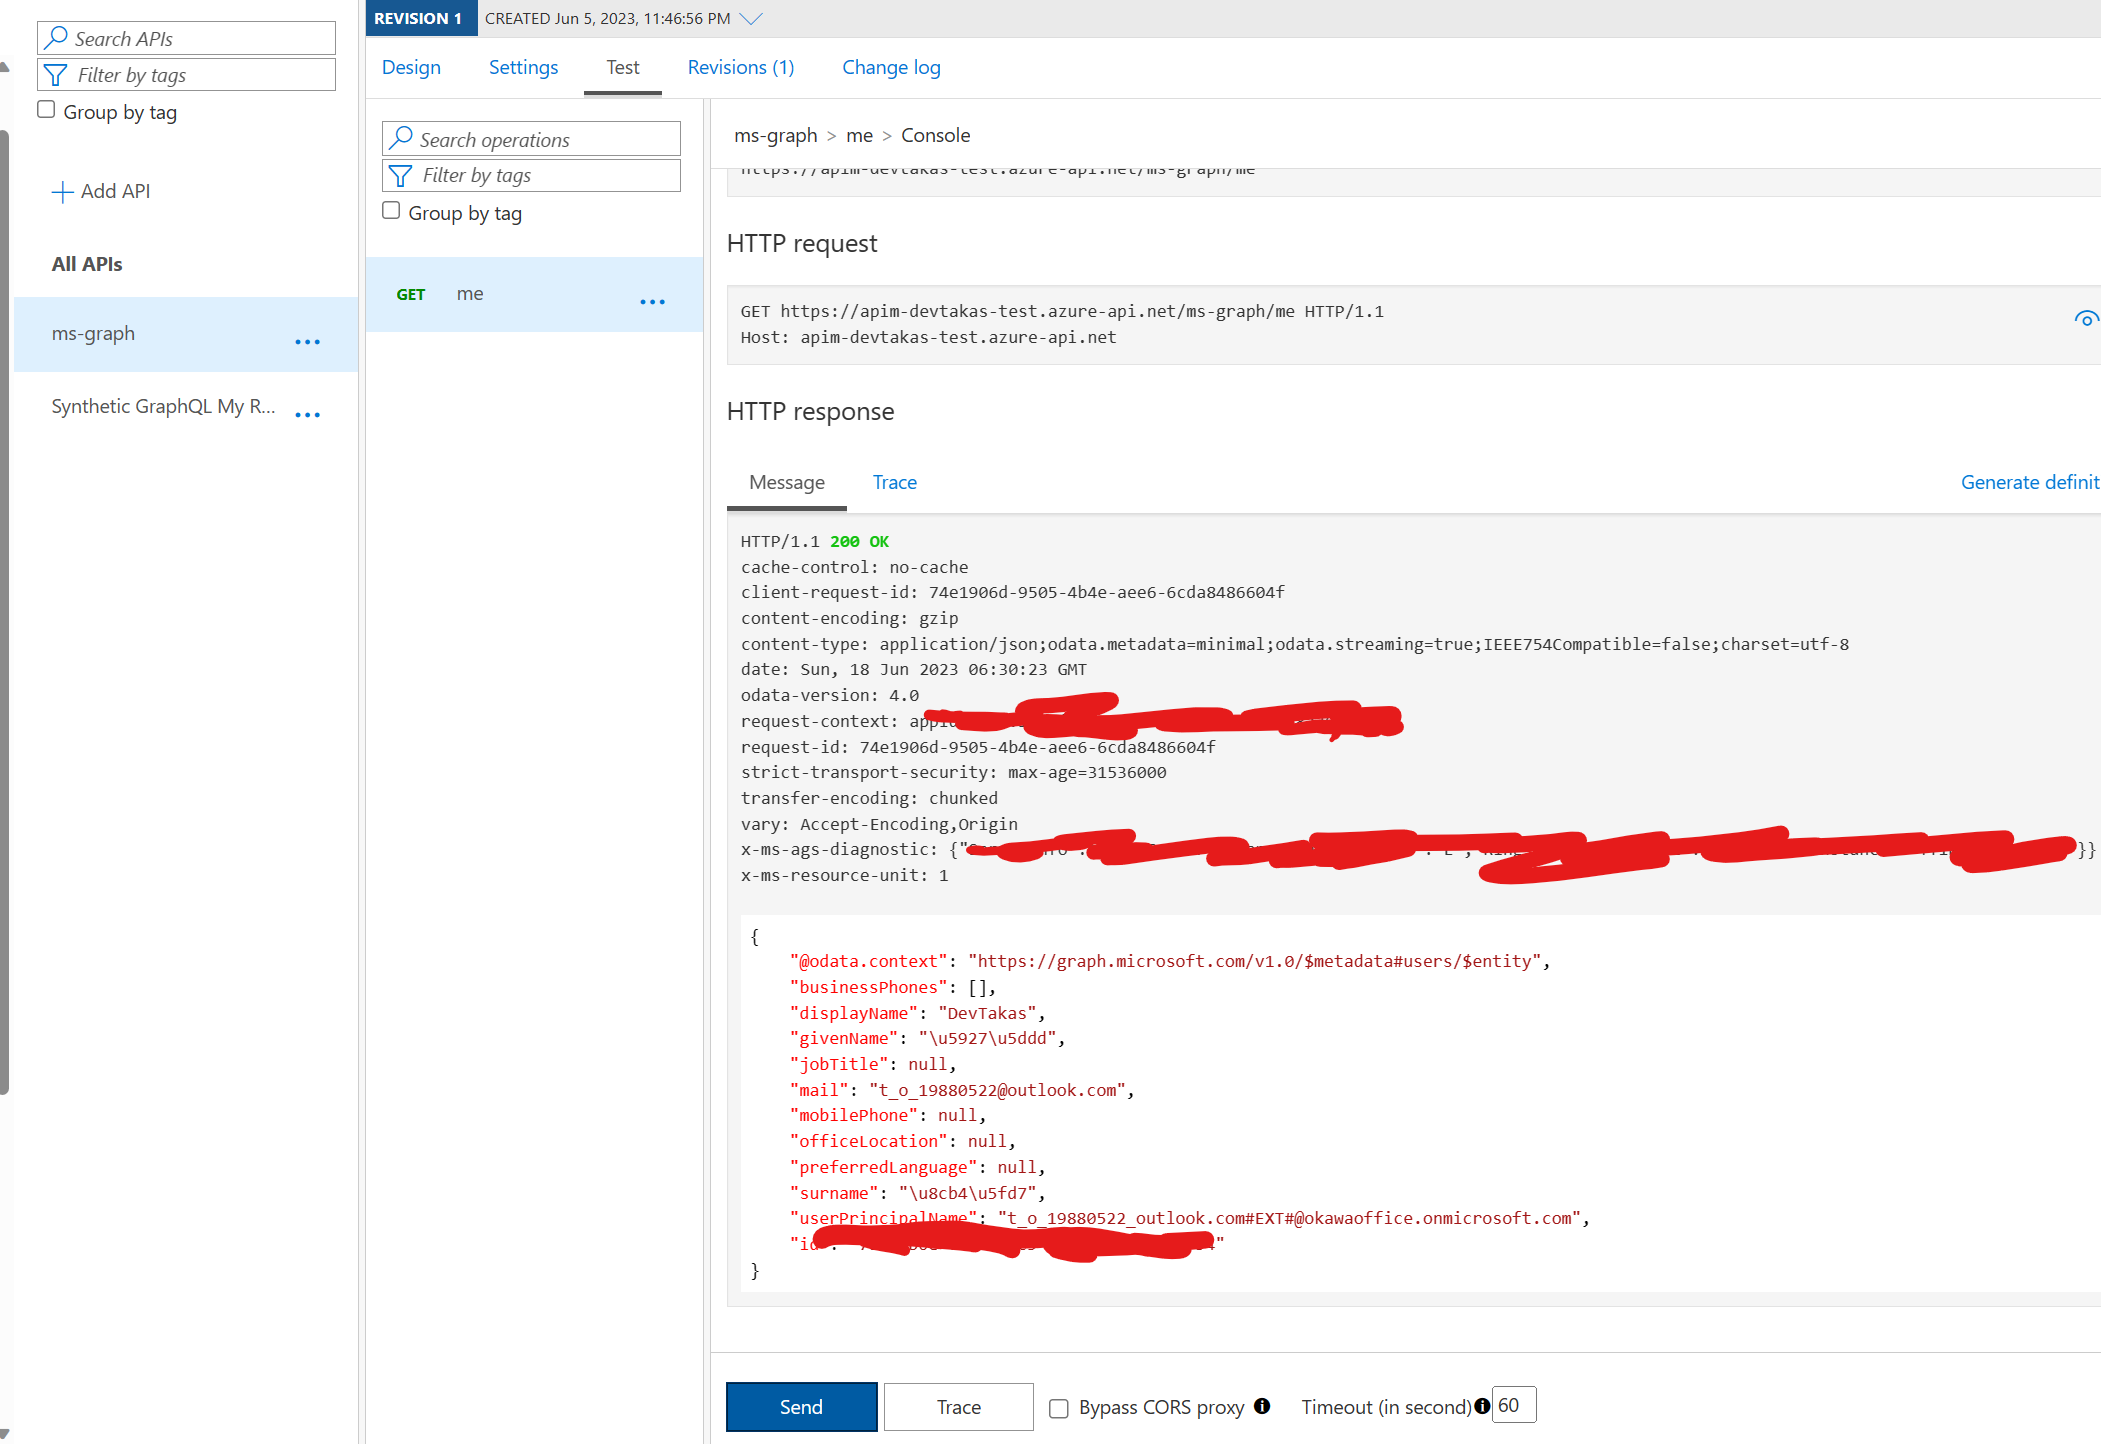 Search APIs
Filter by tags
Group by tag
Add API
All APIs
ms-graph
Synthetic GraphQL My R...
REVISION 1 CREATED Jun 5, 2023, 11:46:56 PM
Design Settings Test Revisions (1) Change log
Search operations
Filter by tags
Group by tag
GET me
ms-graph > me > Console
https://apim-devtakas-test.azure-api.net/ms-graph/me
HTTP request
GET https://apim-devtakas-test.azure-api.net/ms-graph/me HTTP/1.1
Host: apim-devtakas-test.azure-api.net
HTTP response
Message Trace Generate definit
HTTP/1.1 200 OK
cache-control: no-cache
client-request-id: 74e1906d-9505-4b4e-aee6-6cda8486604f
content-encoding: gzip
content-type: application/json;odata.metadata=minimal;odata.streaming=true;IEEE754Compatible=false;charset=utf-8
date: Sun, 18 Jun 2023 06:30:23 GMT
odata-version: 4.0
request-context:
request-id: 74e1906d-9505-4b4e-aee6-6cda8486604f
strict-transport-security: max-age=31536000
transfer-encoding: chunked
vary: Accept-Encoding,Origin
x-ms-ags-diagnostic: {" }}
x-ms-resource-unit: 1
{
"@odata.context": "https://graph.microsoft.com/v1.0/$metadata#users/$entity",
"businessPhones": [],
"displayName": "DevTakas",
"givenName": "\u5927\u5ddd",
"jobTitle": null,
"mail": "t_o_19880522@outlook.com",
"mobilePhone": null,
"officeLocation": null,
"preferredLanguage": null,
"surname": "\u8cb4\u5fd7",
"userPrincipalName": "t_o_19880522_outlook.com#EXT#@okawaoffice.onmicrosoft.com",
"id
}
Send Trace Bypass CORS proxy Timeout (in second) 60